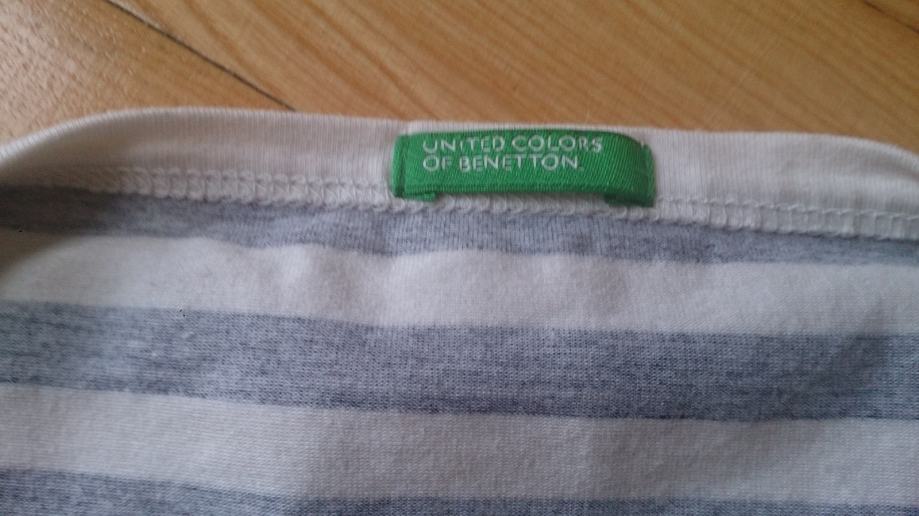 UNITED COLORS
OF BENETTON.